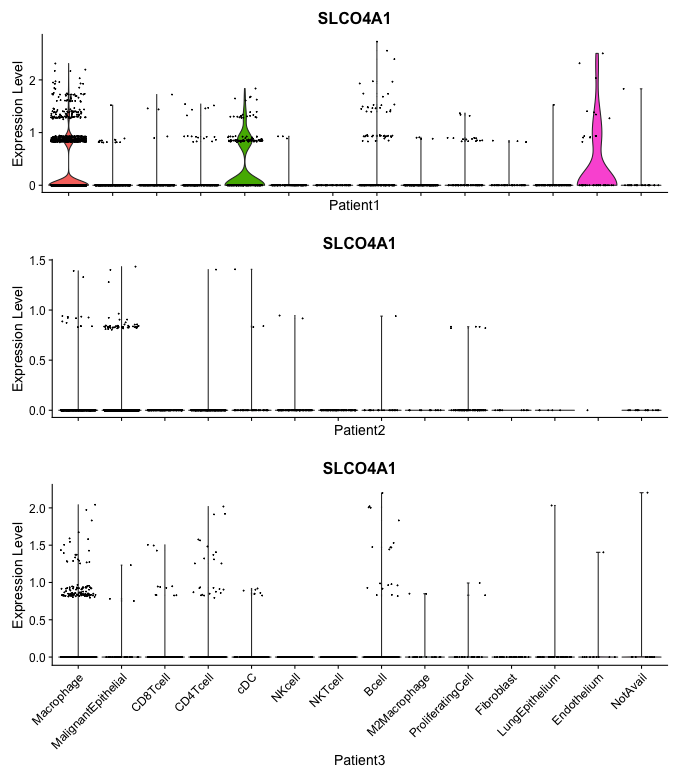 SLCO4A1
Expression Level
2
1
0
Patient1
SLCO4A1
Expression Level
1.5
1.0
0.5
0.0
Patient2
SLCO4A1
Expression Level
2.0
1.5
1.0
0.5
0.0
Macrophage
MalignantEpithelial
CD8Tcell
CD4Tcell
cDC
NKcell
NKTcell
Bcell
M2Macrophage
ProliferatingCell
Fibroblast
LungEpithelium
Endothelium
NotAvail
Patient3